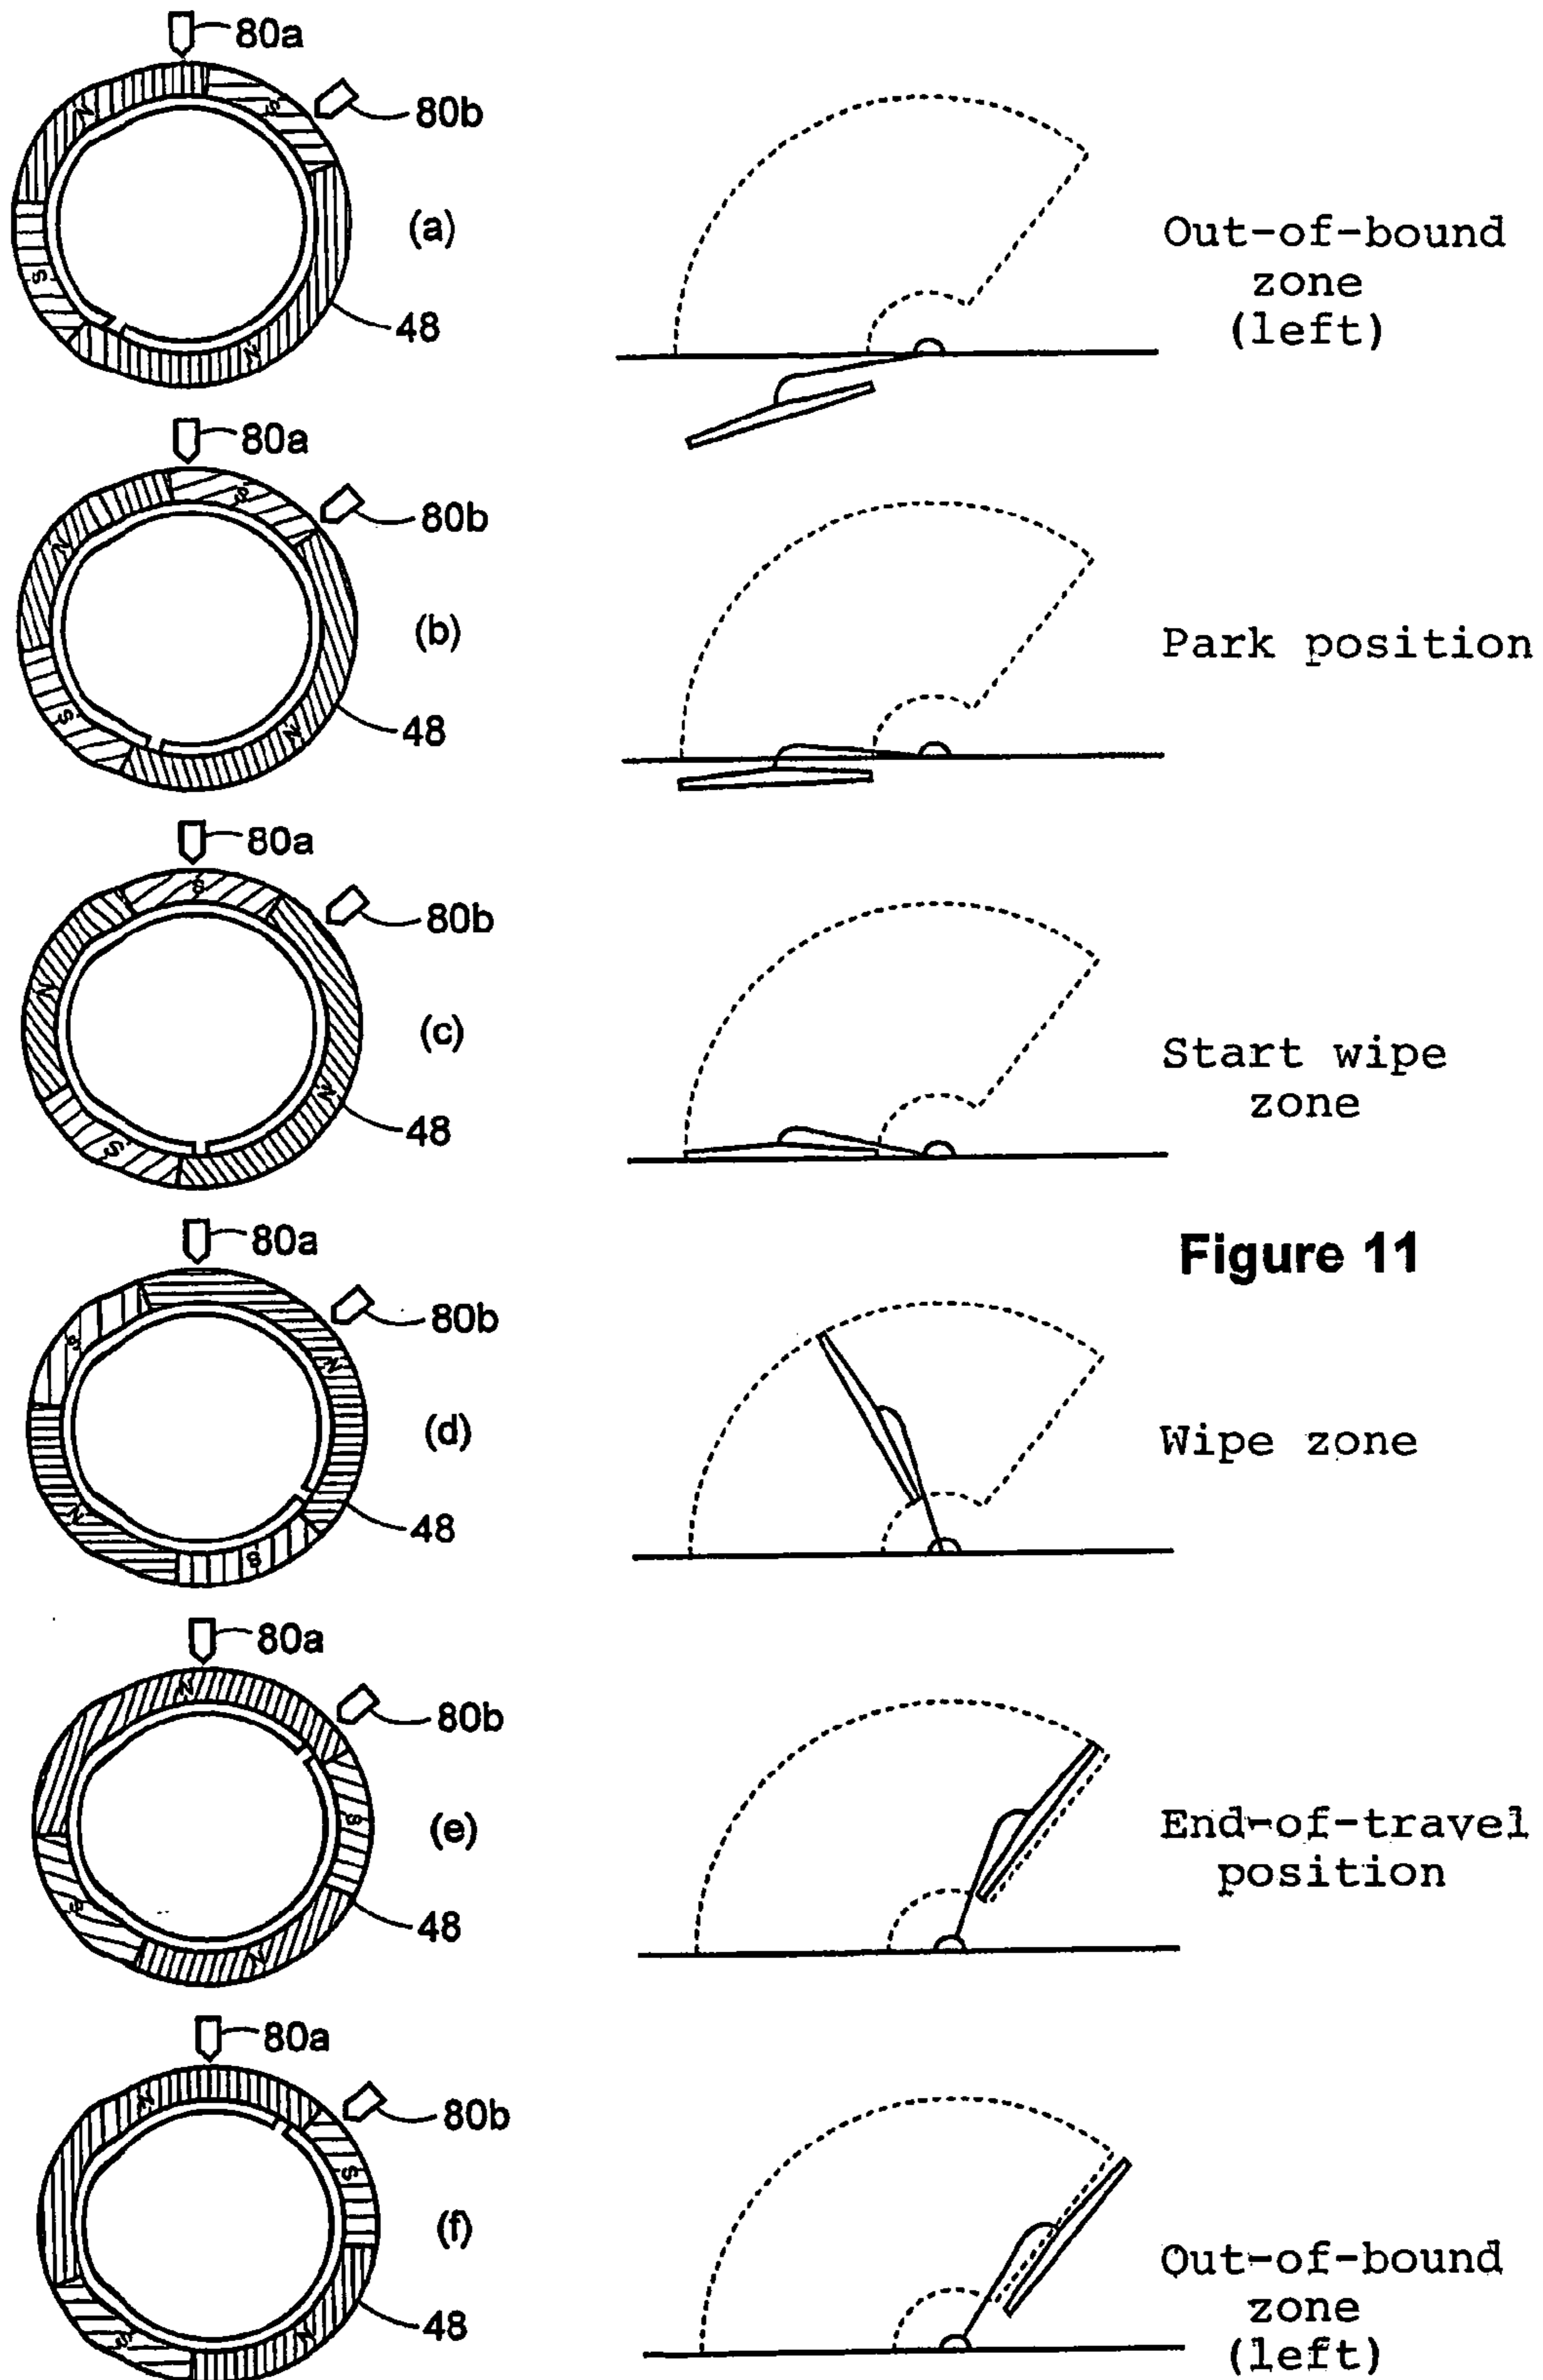 80a
80b
N
S
S
N
48
(a)
Out-of-bound
zone
(left)
80a
80b
S
N
S
N
48
(b)
Park position
80a
80b
S
N
S
N
48
(c)
Start wipe
zone
Figure 11
80a
80b
S
N
N
S
48
(d)
Wipe zone
80a
80b
N
S
S
N
48
(e)
End-of-travel
position
80a
80b
N
S
S
N
48
(f)
Out-of-bound
zone
(left)